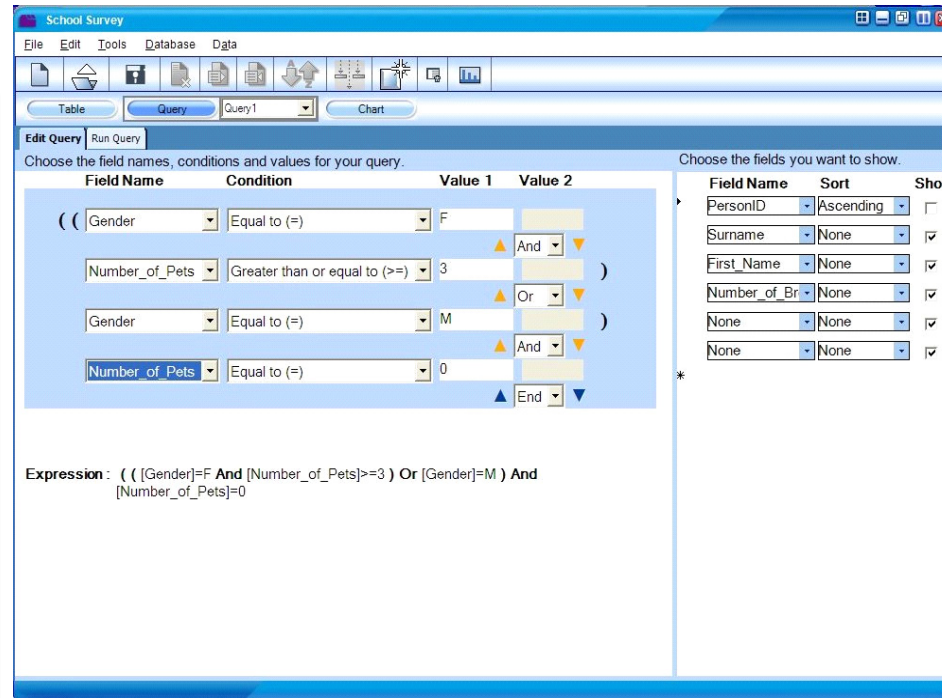 School Survey
File Edit Tools Database Data
Table Query Query1 Chart
Edit Query Run Query
Choose the field names, conditions and values for your query.
Field Name Condition Value 1 Value 2
( ( Gender Equal to (=) F
And
Number_of_Pets Greater than or equal to (>=) 3 )
Or
Gender Equal to (=) M )
And
Number_of_Pets Equal to (=) 0
End
Expression : ( ( [Gender]=F And [Number_of_Pets]>=3 ) Or [Gender]=M ) And
[Number_of_Pets]=0
Choose the fields you want to show.
Field Name Sort Sho
PersonID Ascending
Surname None
First_Name None
Number_of_Br None
None None
None None
*